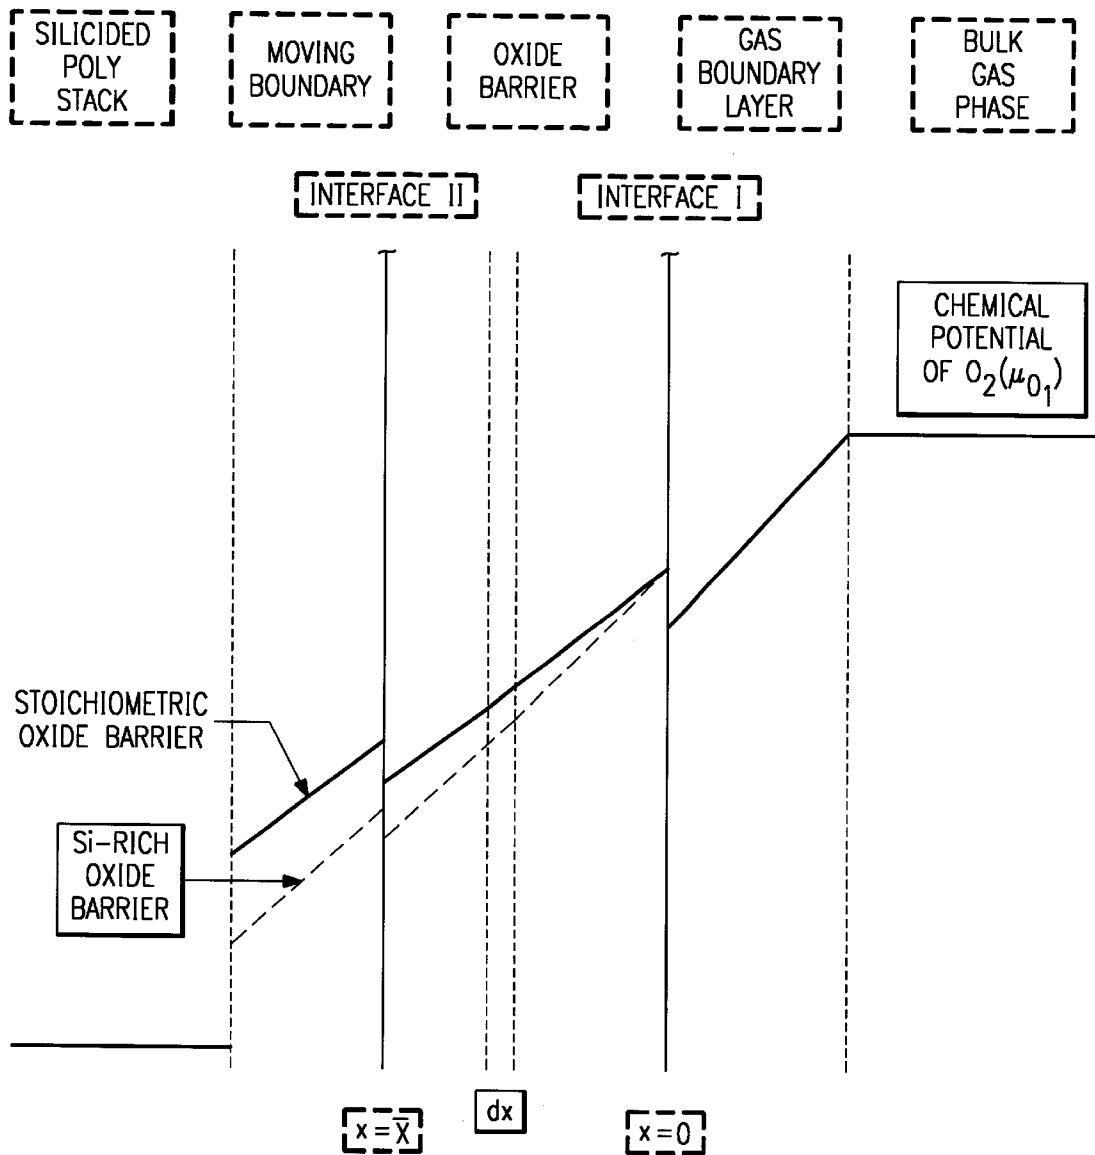 SILICIDED
POLY
STACK
MOVING
BOUNDARY
OXIDE
BARRIER
GAS
BOUNDARY
LAYER
BULK
GAS
PHASE
INTERFACE II
INTERFACE I
CHEMICAL
POTENTIAL
OF O₂(μ_O₁)
STOICHIOMETRIC
OXIDE BARRIER
Si-RICH
OXIDE
BARRIER
dx
x = X̄
x = 0